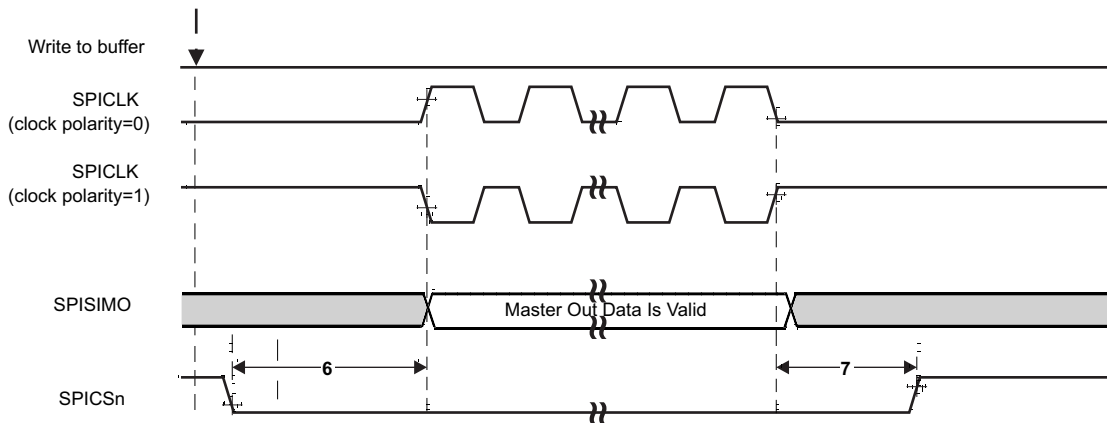 Write to buffer
SPICLK
(clock polarity=0)
SPICLK
(clock polarity=1)
SPISIMO
Master Out Data Is Valid
6
7
SPICSn